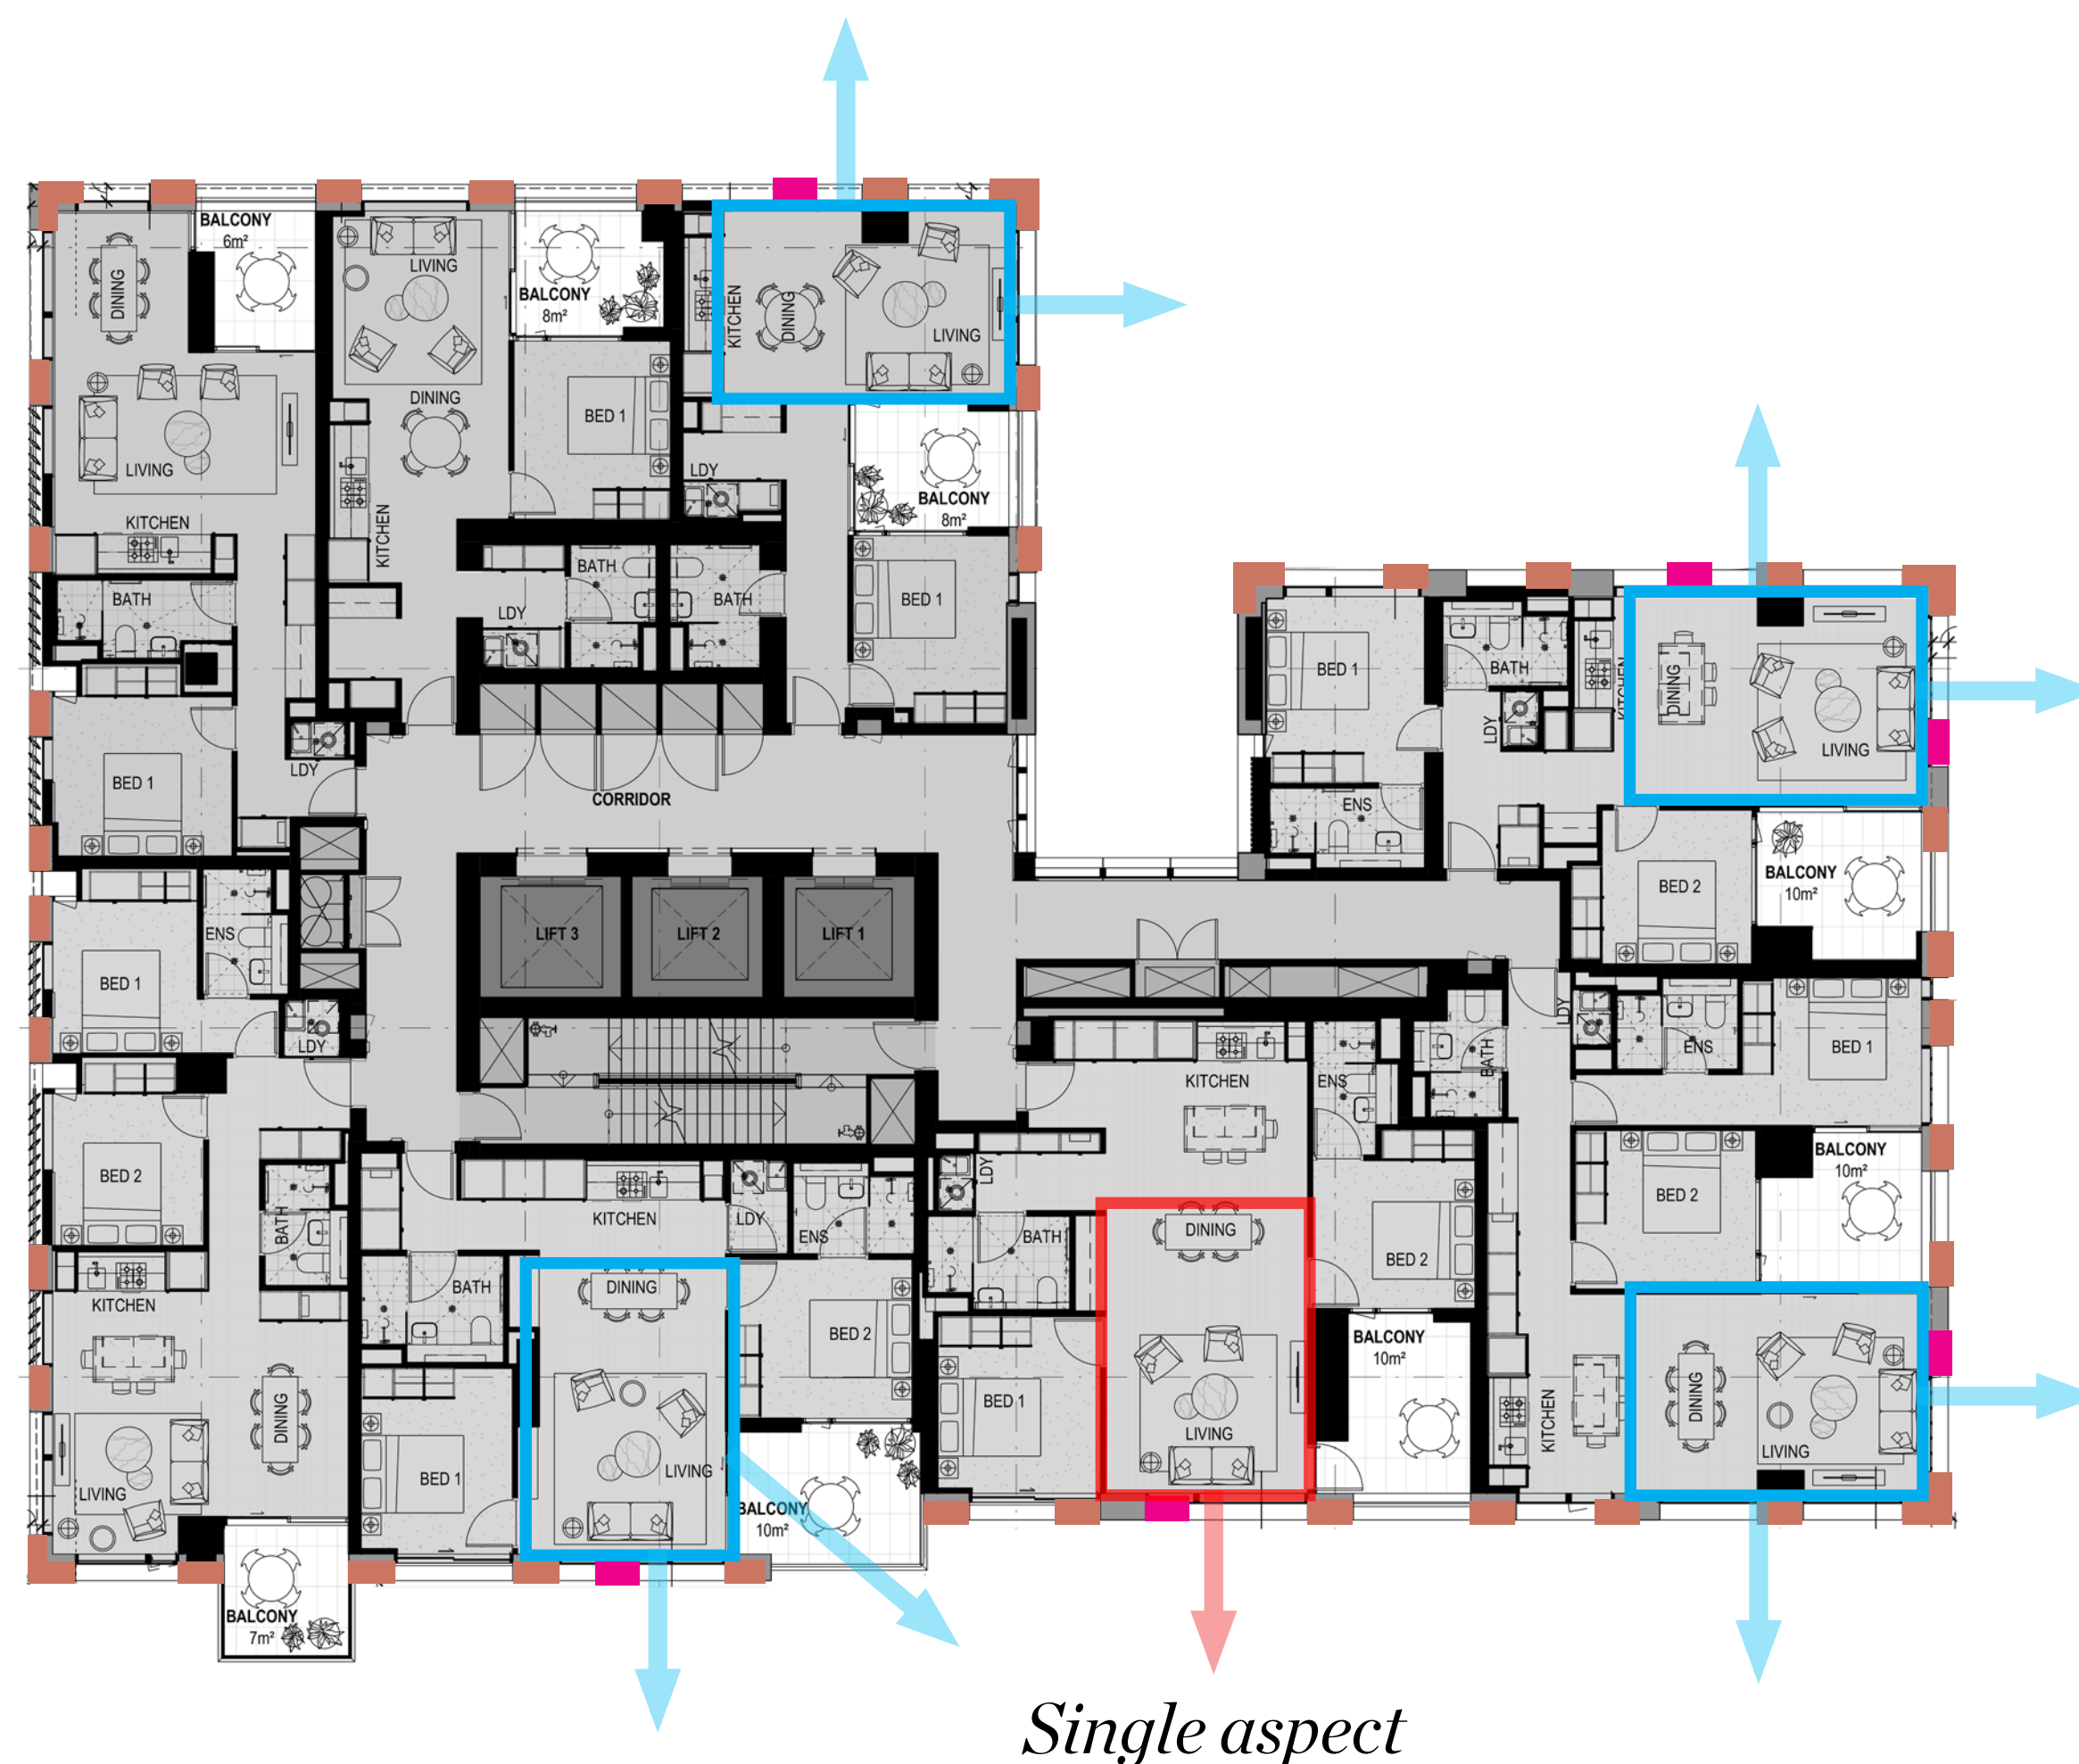 BALCONY
6m²
DINING
LIVING
KITCHEN
BATH
BED 1
LDY
LIVING
DINING
KITCHEN
BALCONY
8m²
BED 1
BATH
LDY
KITCHEN
DINING
LIVING
LDY
BALCONY
8m²
BATH
BED 1
CORRIDOR
LIFT 3
LIFT 2
LIFT 1
BED 1
BATH
KITCHEN
DINING
LIVING
LDY
ENS
BED 2
BALCONY
10m²
BED 1
ENS
LDY
BED 2
BATH
KITCHEN
DINING
LIVING
BALCONY
7m²
KITCHEN
LDY
ENS
BATH
DINING
BED 2
BED 1
LIVING
BALCONY
10m²
KITCHEN
ENS
LDY
BATH
DINING
BED 2
BED 1
LIVING
BALCONY
10m²
LDY
BATH
ENS
BED 1
BED 2
BALCONY
10m²
KITCHEN
DINING
LIVING
Single aspect